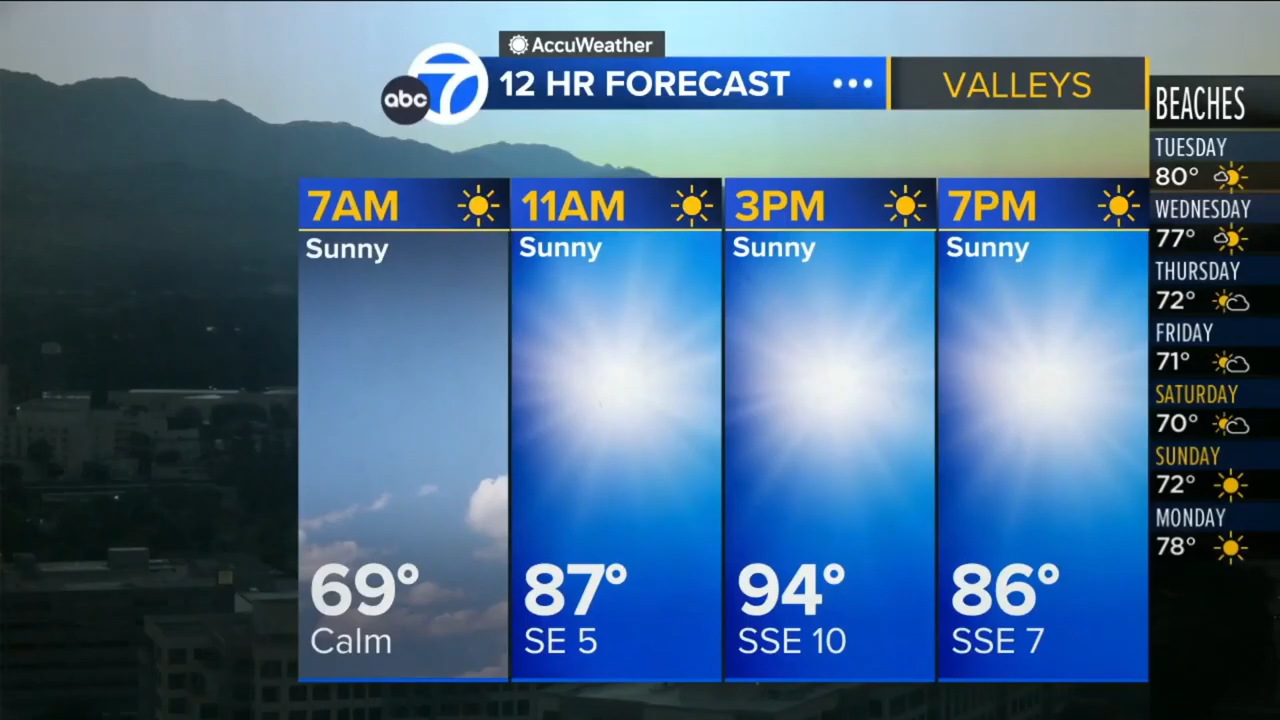 AccuWeather
abc 7 12 HR FORECAST
VALLEYS
7AM
Sunny
69°
Calm
11AM
Sunny
87°
SE 5
3PM
Sunny
94°
SSE 10
7PM
Sunny
86°
SSE 7
BEACHES
TUESDAY
80°
WEDNESDAY
77°
THURSDAY
72°
FRIDAY
71°
SATURDAY
70°
SUNDAY
72°
MONDAY
78°